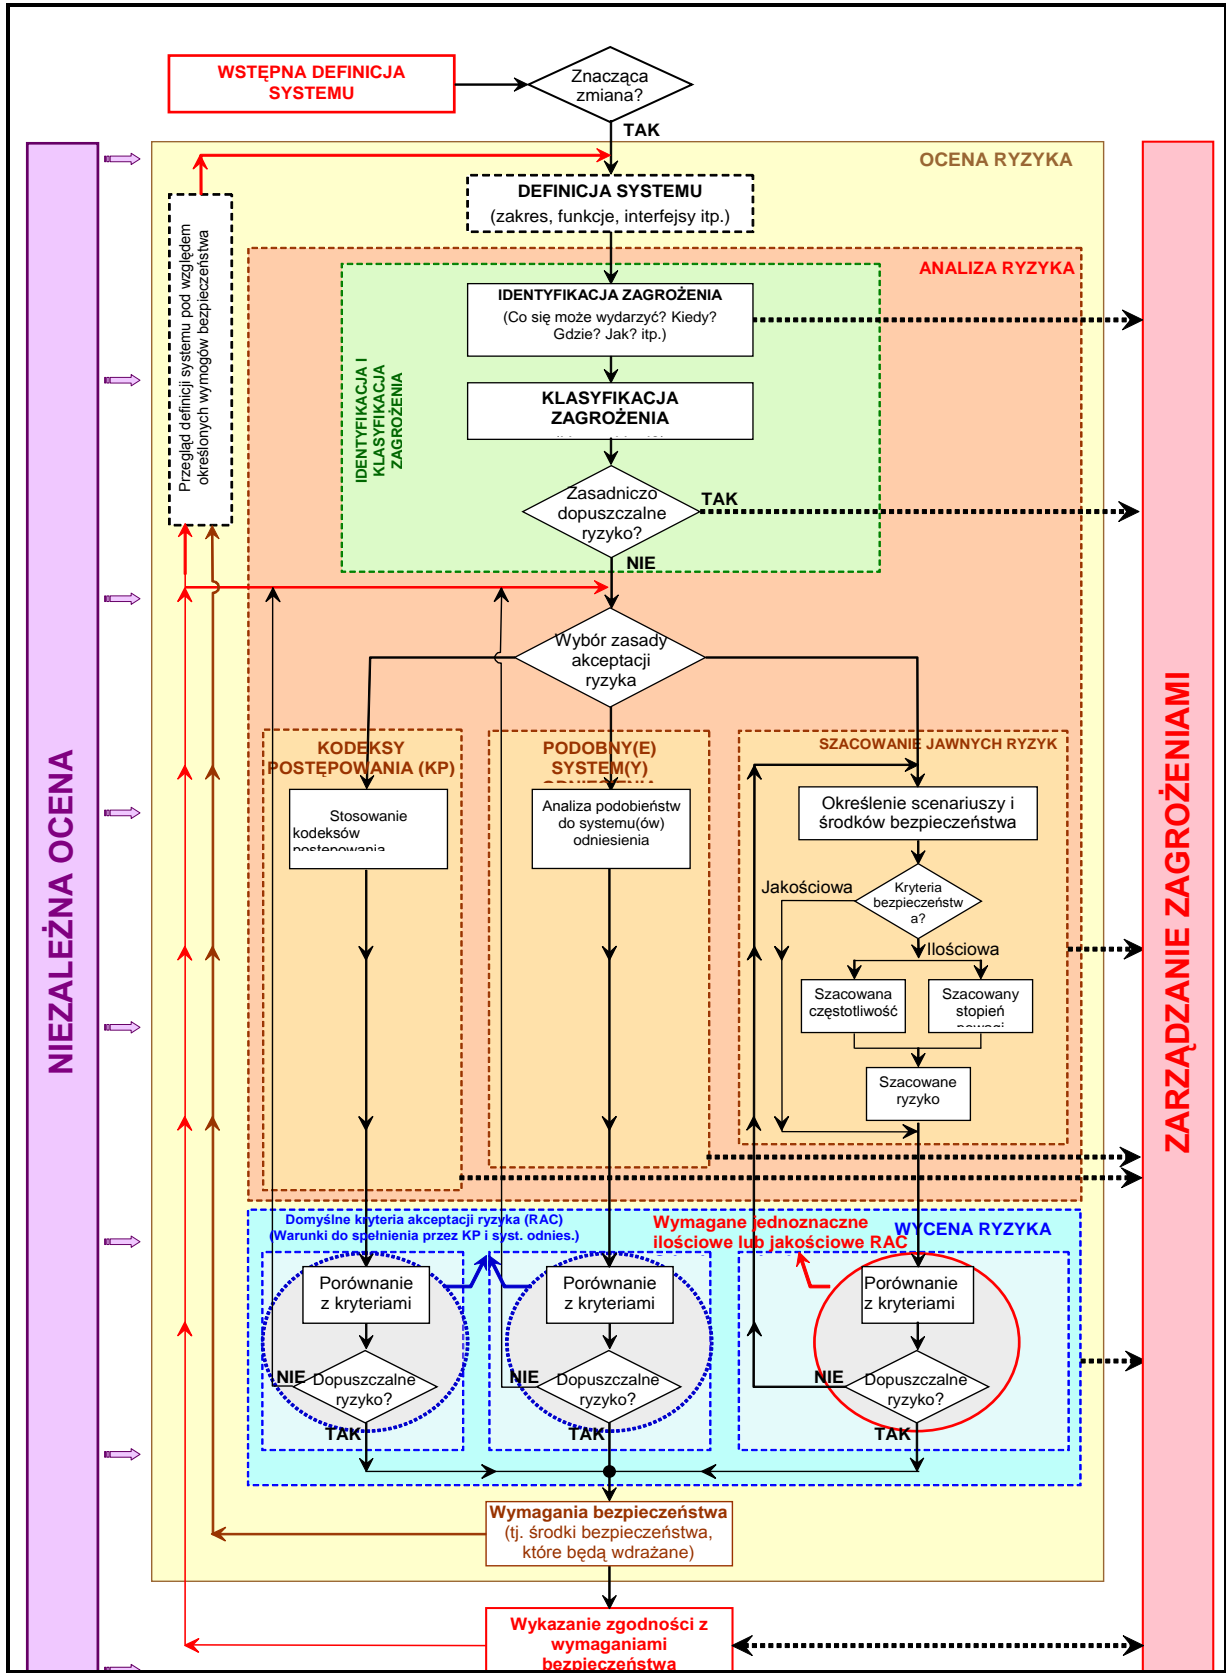 WSTĘPNA DEFINICJA
SYSTEMU
Znacząca
zmiana?
TAK
OCENA RYZYKA
DEFINICJA SYSTEMU
(zakres, funkcje, interfejsy itp.)
Przegląd definicji systemu pod względem
określonych wymogów bezpieczeństwa
ANALIZA RYZYKA
IDENTYFIKACJA ZAGROŻENIA
(Co się może wydarzyć? Kiedy?
Gdzie? Jak? itp.)
IDENTYFIKACJA I
KLASYFIKACJA
ZAGROŻENIA
KLASYFIKACJA
ZAGROŻENIA
Zasadniczo
dopuszczalne
ryzyko?
TAK
NIE
Wybór zasady
akceptacji
ryzyka
NIEZALEŻNA OCENA
ZARZĄDZANIE ZAGROŻENIAMI
KODEKSY
POSTĘPOWANIA (KP)
PODOBNY(E)
SYSTEM(Y)
ODNIESIENIA
SZACOWANIE JAWNYCH RYZYK
Stosowanie
kodeksów
postępowania
Analiza podobieństw
do systemu(ów)
odniesienia
Określenie scenariuszy i
środków bezpieczeństwa
Jakościowa
Kryteria
bezpieczeństw
a?
Ilościowa
Szacowana
częstotliwość
Szacowany
stopień
powagi
Szacowane
ryzyko
Domyślne kryteria akceptacji ryzyka (RAC)
(Warunki do spełnienia przez KP i syst. odnies.)
Wymagane jednoznaczne
ilościowe lub jakościowe RAC
WYCENA RYZYKA
Porównanie
z kryteriami
Porównanie
z kryteriami
Porównanie
z kryteriami
NIE
Dopuszczalne
ryzyko?
NIE
Dopuszczalne
ryzyko?
NIE
Dopuszczalne
ryzyko?
TAK
TAK
TAK
Wymagania bezpieczeństwa
(tj. środki bezpieczeństwa,
które będą wdrażane)
Wykazanie zgodności z
wymaganiami
bezpieczeństwa